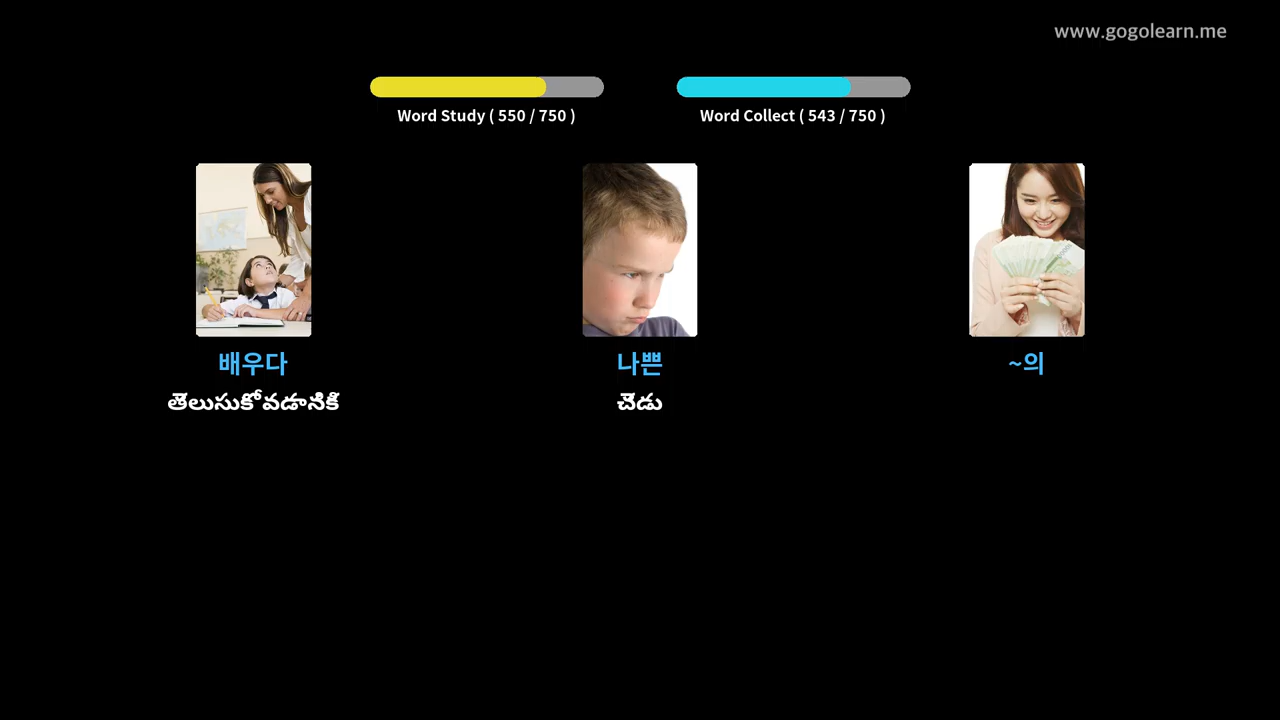 www.gogolearn.me
Word Study ( 550 / 750 )
Word Collect ( 543 / 750 )
배우다
나쁜
~의
తెలుసుకోవడానికి
చెడు